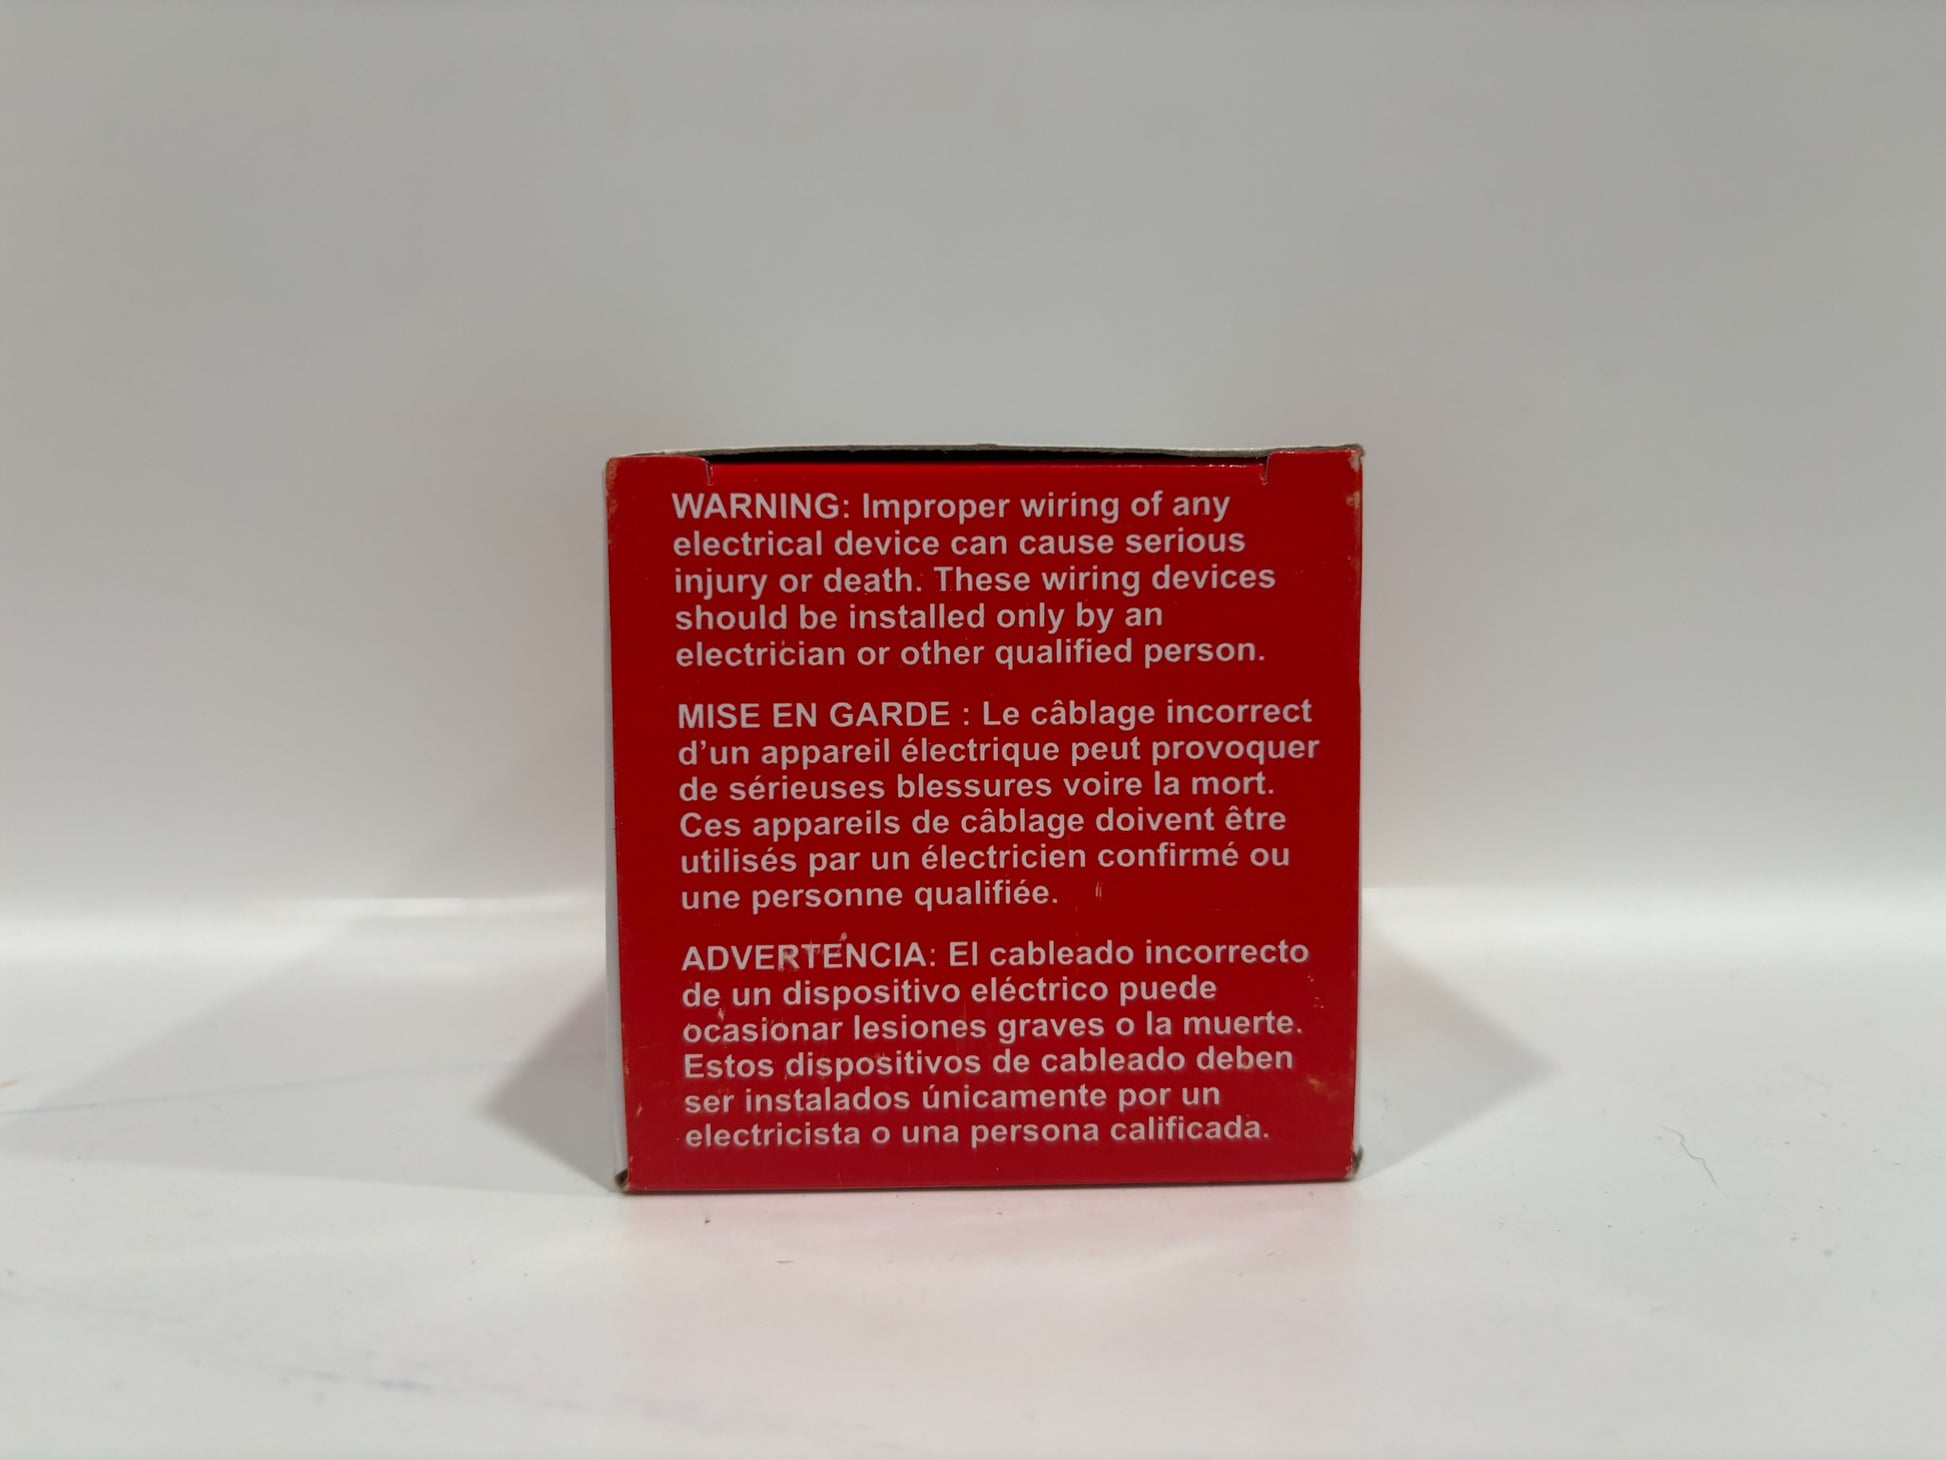 WARNING: Improper wiring of any
electrical device can cause serious
injury or death. These wiring devices
should be installed only by an
electrician or other qualified person.
MISE EN GARDE : Le câblage incorrect
d’un appareil électrique peut provoquer
de sérieuses blessures voire la mort.
Ces appareils de câblage doivent être
utilisés par un électricien confirmé ou
une personne qualifiée.
ADVERTENCIA: El cableado incorrecto
de un dispositivo eléctrico puede
ocasionar lesiones graves o la muerte.
Estos dispositivos de cableado deben
ser instalados únicamente por un
electricista o una persona calificada.